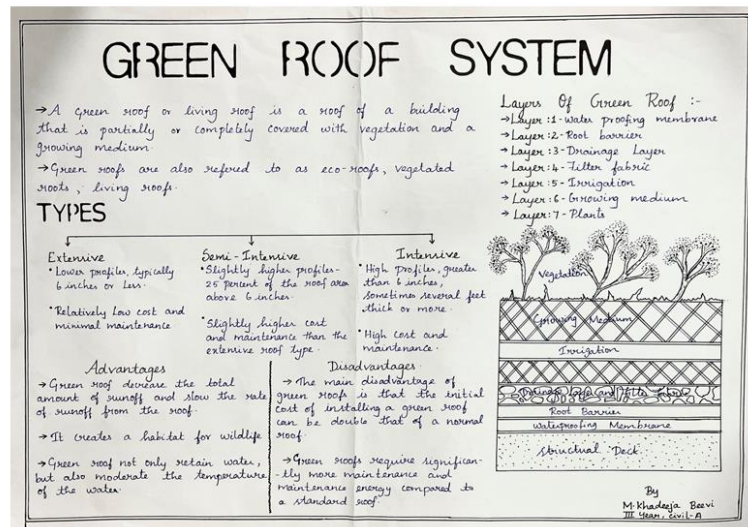 GREEN ROOF SYSTEM
→ A green roof or living roof is a roof of a building
that is partially or completely covered with vegetation and a
growing medium.
→ Green roofs are also refered to as eco-roofs, vegetated
roots, living roofs.
TYPES
Extensive
• Lower profiles, typically
6 inches or less.
• Relatively low cost and
minimal maintenance
Semi-Intensive
• Slightly higher profiles-
25 percent of the roof area
above 6 inches.
• Slightly higher cost
and maintenance than the
extensive roof type.
Intensive
• High profiles, greater
than 6 inches,
sometimes several feet
thick or more.
• High cost and
maintenance.
Advantages
→ Green roof decrease the total
amount of runoff and slow the rate
of runoff from the roof.
→ It creates a habitat for wildlife
→ Green roof not only retain water,
but also moderate the temperature
of the water.
Disadvantages
→ The main disadvantage of
green roofs is that the initial
cost of installing a green roof
can be double that of a normal
roof.
→ Green roofs require significan-
-tly more maintenance and
maintenance energy compared to
a standard roof.
Layers Of Green Roof :-
→ Layer :1- water proofing membrane
→ Layer :2- Root barrier
→ Layer :3- Drainage Layer
→ Layer :4- Filter fabric
→ Layer :5- Irrigation
→ Layer :6- Growing medium
→ Layer :7- Plants
Vegetation
Growing Medium
Irrigation
Drainage Layer and Filter Fabric
Root Barrier
waterproofing Membrane
Structural Deck
By
M. Khadeeja Beevi
III Year, civil-A